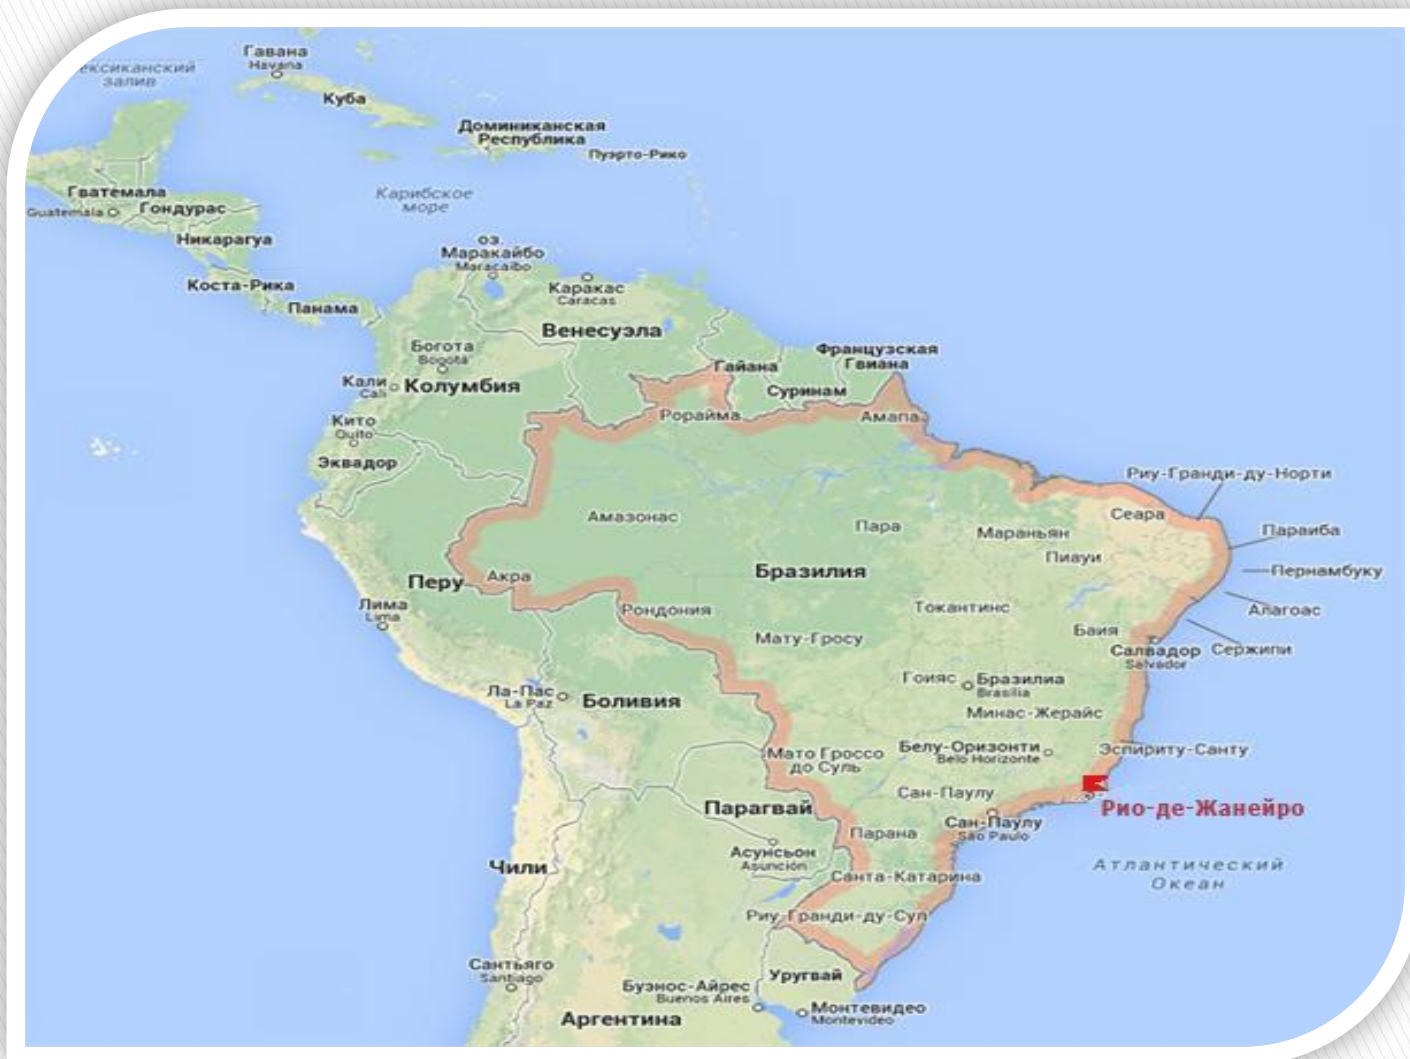 Гавана
Havana
ексиканский
залив
Куба
Доминиканская
Республика
Пуэрто-Рико
Гватемала
Guatemala
Гондурас
Карибское
море
Никарагуа
оз.
Маракайбо
Maracaibo
Коста-Рика
Каракас
Caracas
Панама
Венесуэла
Богота
Bogotá
Французская
Гвиана
Гайана
Кали
Cali
Колумбия
Суринам
Рорайма
Амапа
Кито
Quito
Эквадор
Риу-Гранди-ду-Норти
Амазонас
Пара
Сеара
Мараньян
Параиба
Пиауи
Перу
Акра
Бразилия
Пернамбуку
Лима
Lima
Рондония
Токантинс
Алагоас
Мату-Гросу
Баия
Салвадор
Salvador
Сержипи
Ла-Пас
La Paz
Боливия
Гояс
Бразилиа
Brasília
Минас-Жерайс
Мато Гроссо
до Суль
Белу-Оризонти
Belo Horizonte
Эспириту-Санту
Сан-Паулу
Рио-де-Жанейро
Парагвай
Сан-Паулу
São Paulo
Парана
Асунсьон
Asunción
Чили
Санта-Катарина
Атлантический
Океан
Риу-Гранди-ду-Сул
Сантьяго
Santiago
Уругвай
Буэнос-Айрес
Buenos Aires
Монтевидео
Montevideo
Аргентина